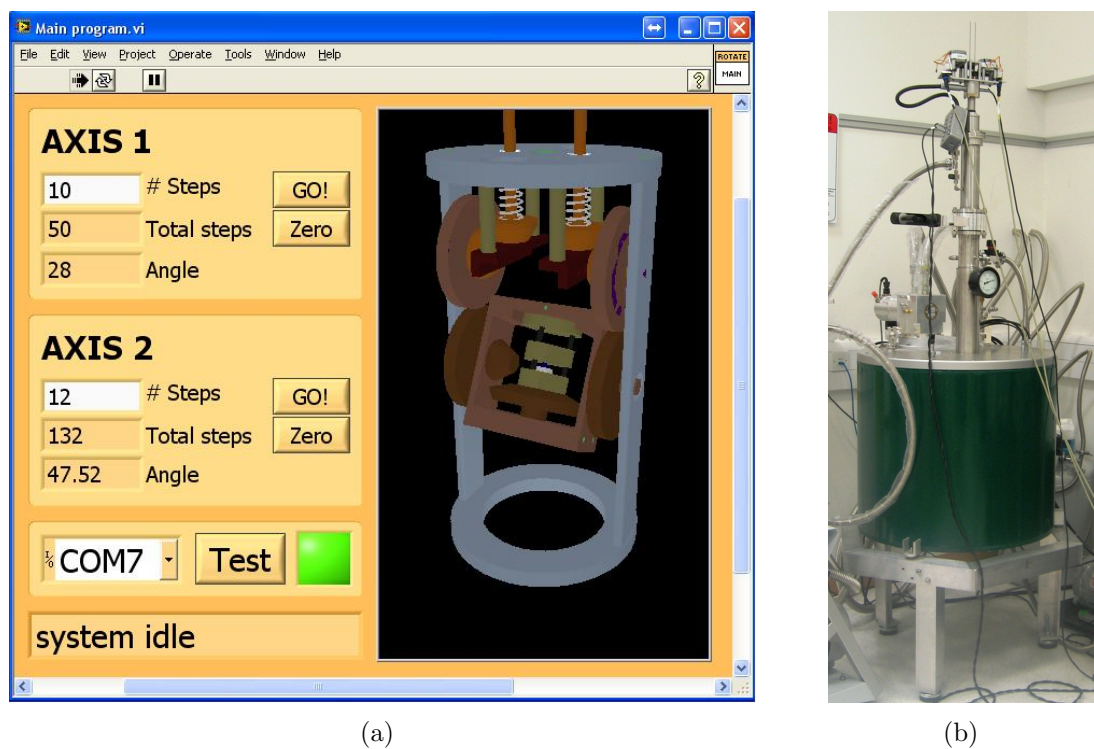 Main program.vi
File Edit View Project Operate Tools Window Help
ROTATE
MAIN
?
AXIS 1
10 # Steps GO!
50 Total steps Zero
28 Angle
AXIS 2
12 # Steps GO!
132 Total steps Zero
47.52 Angle
I/O COM7 Test
system idle
(a)
(b)